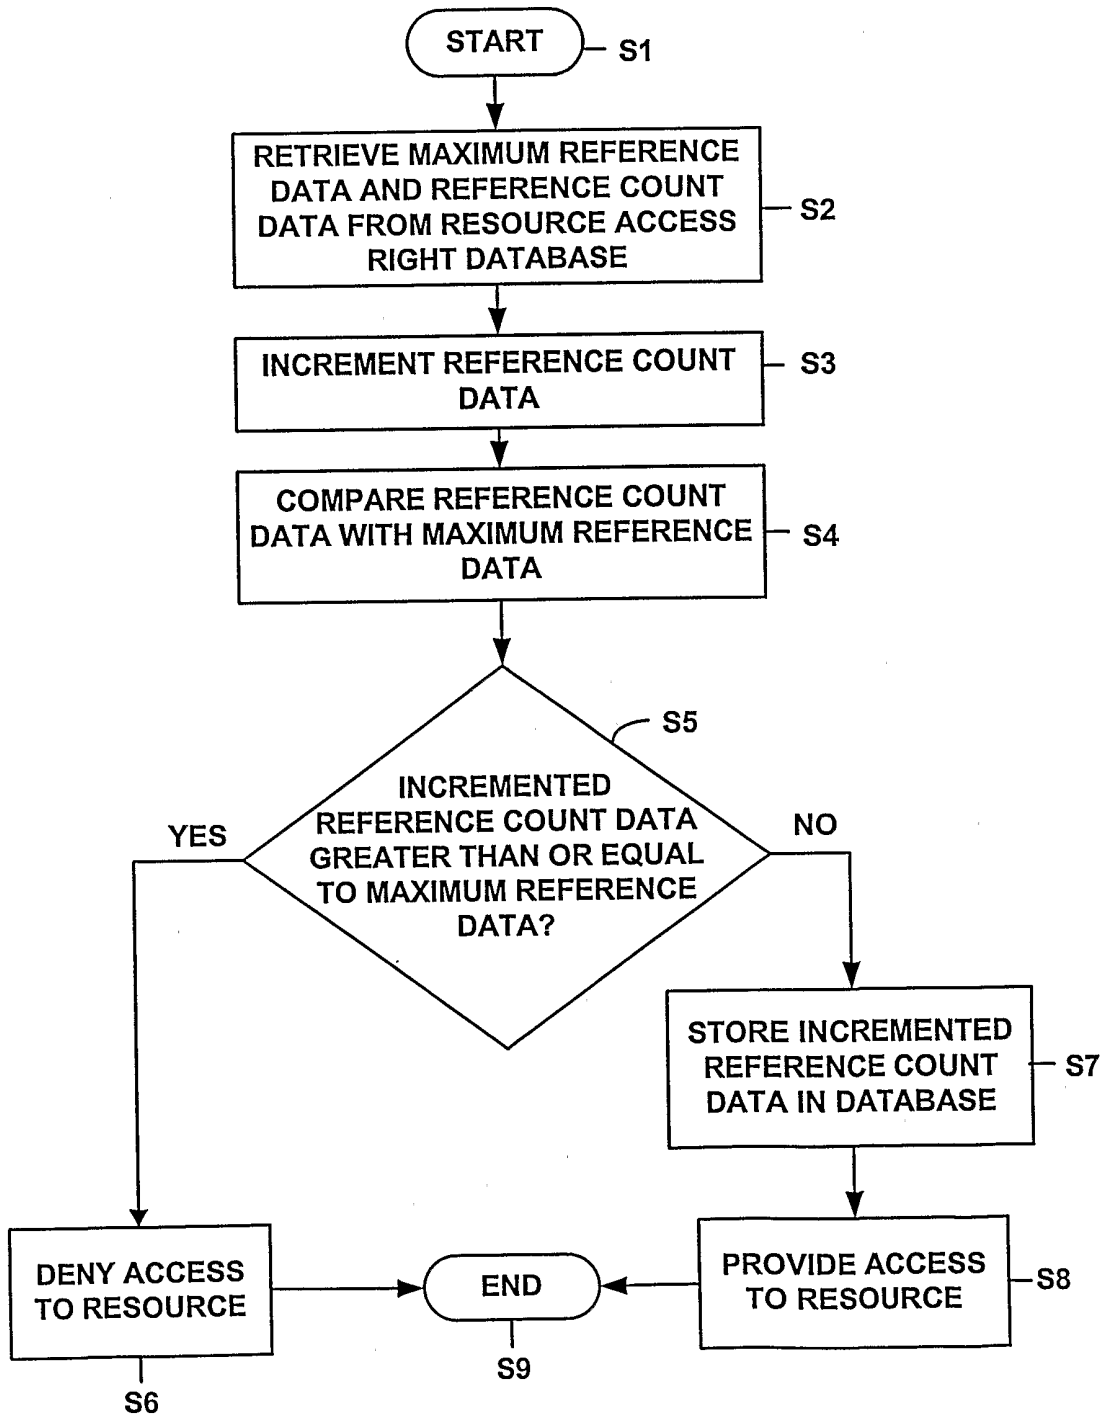 START
S1
RETRIEVE MAXIMUM REFERENCE
DATA AND REFERENCE COUNT
DATA FROM RESOURCE ACCESS
RIGHT DATABASE
S2
INCREMENT REFERENCE COUNT
DATA
S3
COMPARE REFERENCE COUNT
DATA WITH MAXIMUM REFERENCE
DATA
S4
S5
INCREMENTED
REFERENCE COUNT DATA
GREATER THAN OR EQUAL
TO MAXIMUM REFERENCE
DATA?
YES
NO
STORE INCREMENTED
REFERENCE COUNT
DATA IN DATABASE
S7
DENY ACCESS
TO RESOURCE
S6
END
S9
PROVIDE ACCESS
TO RESOURCE
S8